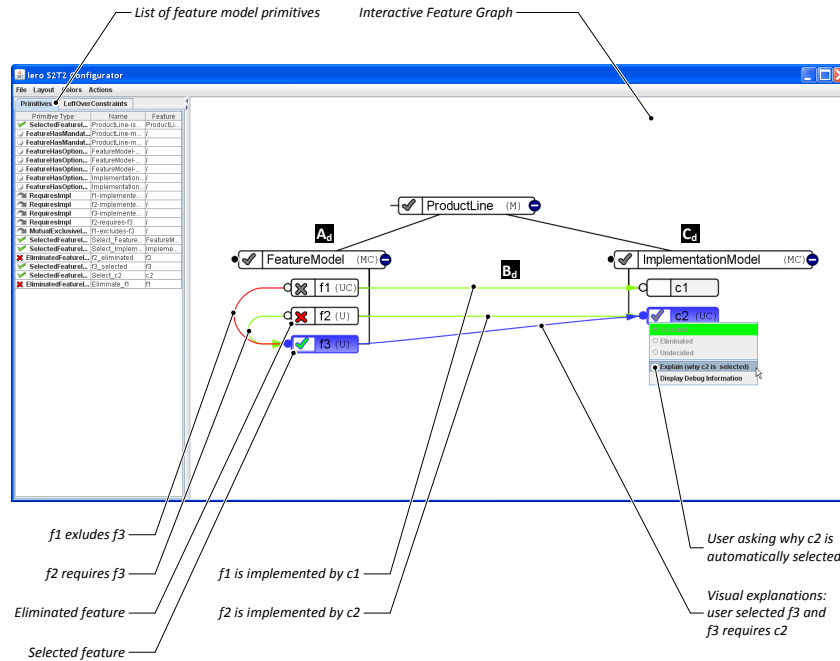 List of feature model primitives
Interactive Feature Graph
lero S2T2 Configurator
File Layout Colors Actions
Primitives LeftOverConstraints
Primitive Type Name Feature
SelectedFeatureI... ProductLine-is... ProductLi...
FeatureHasMandat... ProductLine-m... /
FeatureHasMandat... ProductLine-m... /
FeatureHasOption... FeatureModel-... /
FeatureHasOption... FeatureModel-... /
FeatureHasOption... FeatureModel-... /
FeatureHasOption... Implementation... /
FeatureHasOption... Implementation... /
RequiresImpl f1-implemente... /
RequiresImpl f2-implemente... /
RequiresImpl f3-implemente... /
RequiresImpl f2-requires-f3 /
MutualExclusiveI... f1-excludes-f3 /
SelectedFeatureI... Select_Feature... FeatureM...
SelectedFeatureI... Select_Implem... Impleme...
EliminatedFeatureI... f2_eliminated f2
SelectedFeatureI... f3_selected f3
SelectedFeatureI... Select_c2 c2
EliminatedFeatureI... Eliminate_f1 f1
ProductLine (M)
Ad
Cd
FeatureModel (MC)
Bd
ImplementationModel (MC)
f1 (UC)
c1
f2 (U)
c2 (UC)
f3 (U)
Eliminated
Undecided
Explain (why c2 is selected)
Display Debug Information
f1 exludes f3
f2 requires f3
Eliminated feature
Selected feature
f1 is implemented by c1
f2 is implemented by c2
User asking why c2 is
automatically selected
Visual explanations:
user selected f3 and
f3 requires c2